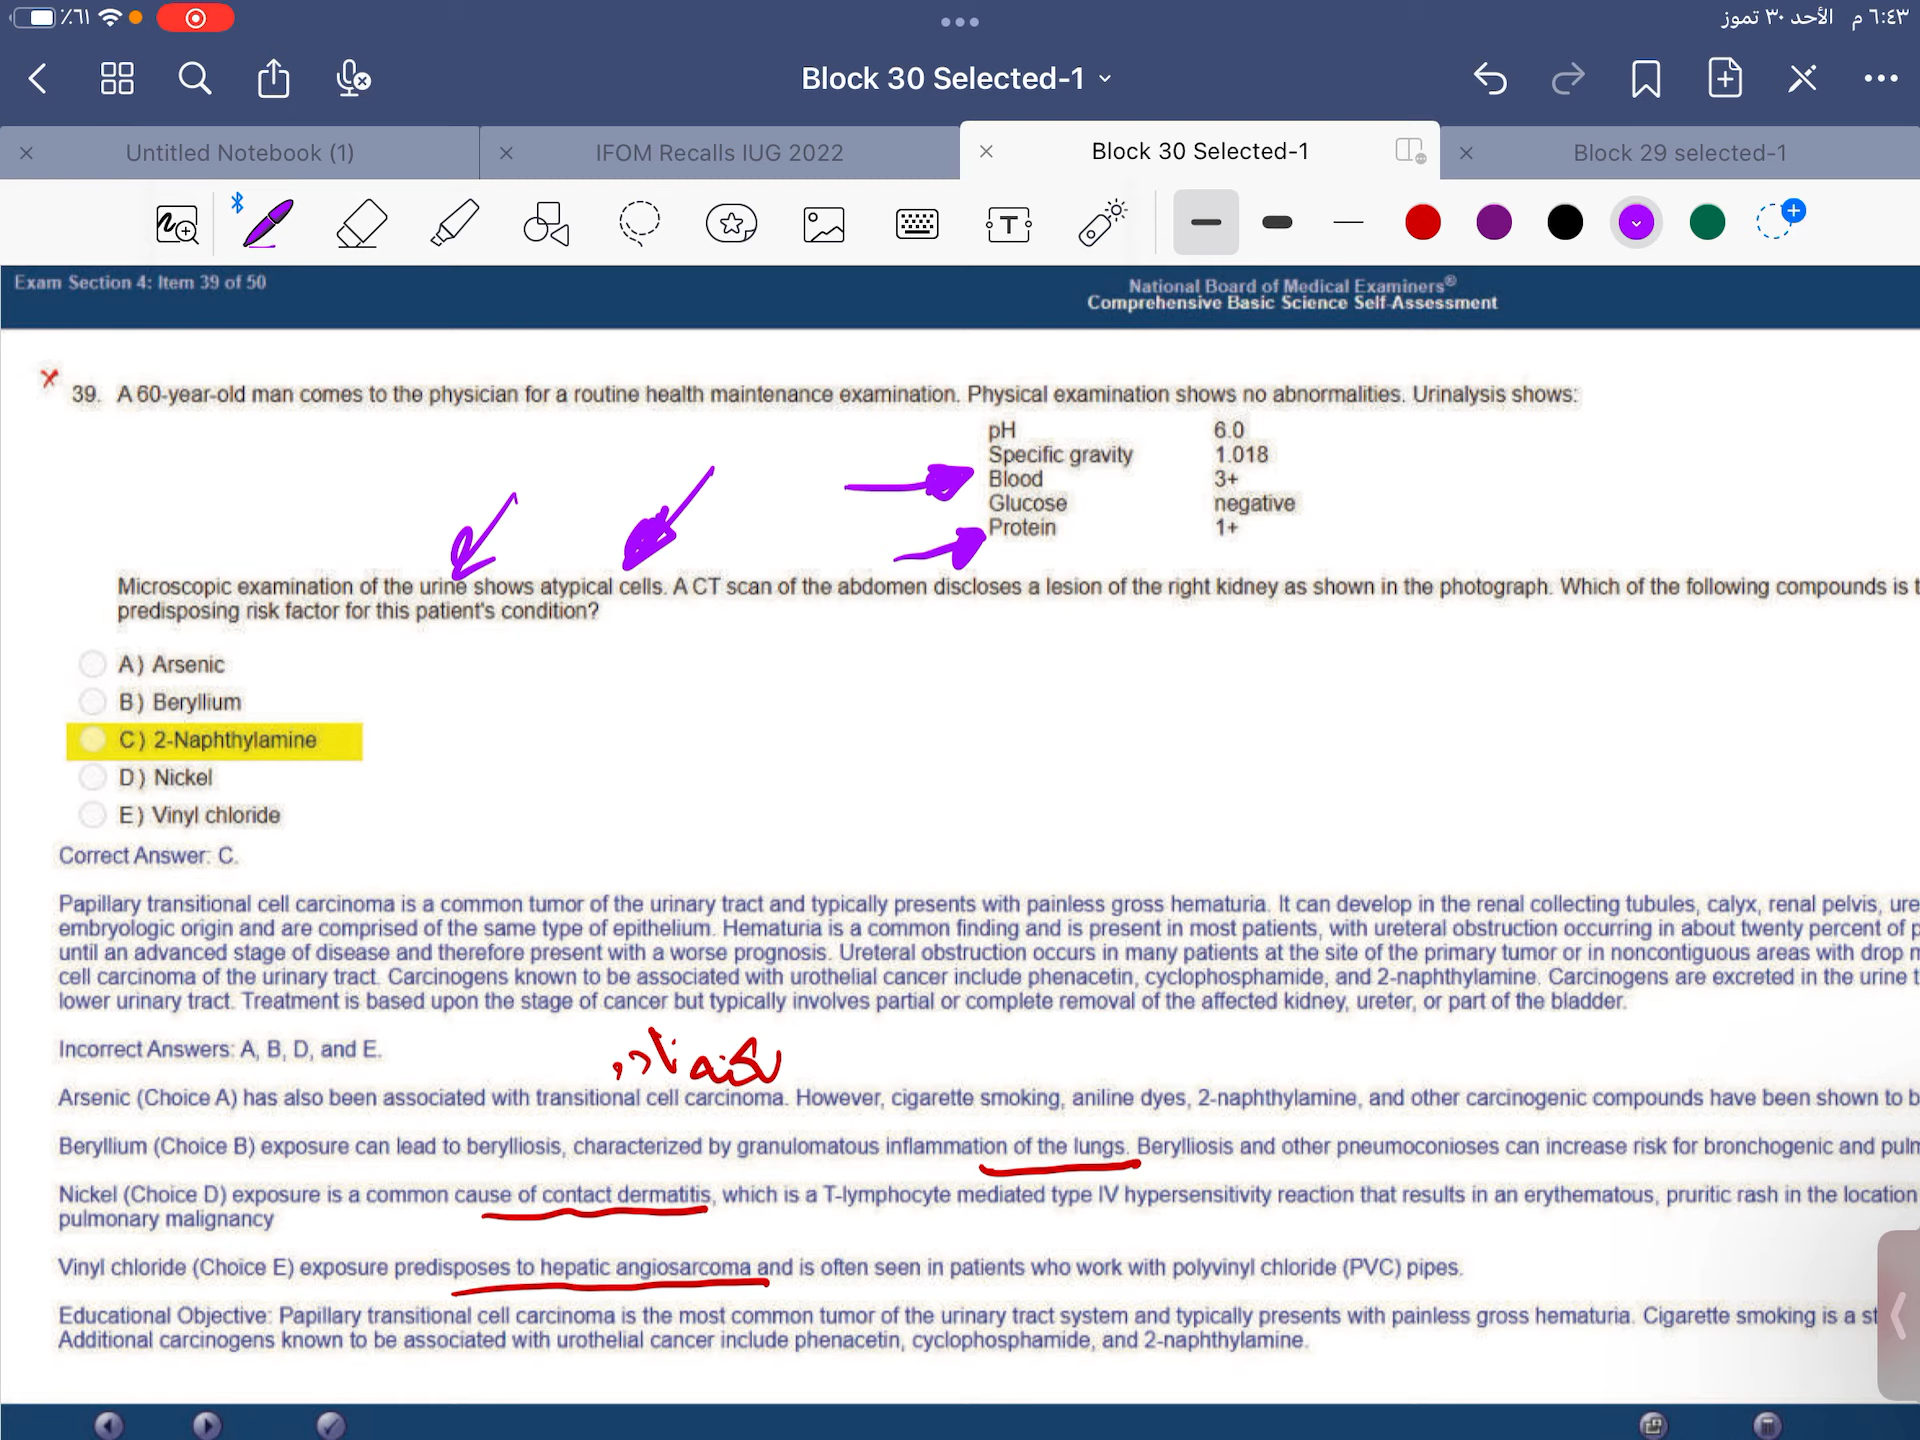 ٪٦١
٦:٤٣ م الأحد ٣٠ تموز
Block 30 Selected-1
Untitled Notebook (1)
IFOM Recalls IUG 2022
Block 30 Selected-1
Block 29 selected-1
T
Exam Section 4: Item 39 of 50
National Board of Medical Examiners®
Comprehensive Basic Science Self-Assessment
39. A 60-year-old man comes to the physician for a routine health maintenance examination. Physical examination shows no abnormalities. Urinalysis shows:
pH 6.0
Specific gravity 1.018
Blood 3+
Glucose negative
Protein 1+
Microscopic examination of the urine shows atypical cells. A CT scan of the abdomen discloses a lesion of the right kidney as shown in the photograph. Which of the following compounds is t
predisposing risk factor for this patient's condition?
A) Arsenic
B) Beryllium
C) 2-Naphthylamine
D) Nickel
E) Vinyl chloride
Correct Answer: C.
Papillary transitional cell carcinoma is a common tumor of the urinary tract and typically presents with painless gross hematuria. It can develop in the renal collecting tubules, calyx, renal pelvis, ure
embryologic origin and are comprised of the same type of epithelium. Hematuria is a common finding and is present in most patients, with ureteral obstruction occurring in about twenty percent of p
until an advanced stage of disease and therefore present with a worse prognosis. Ureteral obstruction occurs in many patients at the site of the primary tumor or in noncontiguous areas with drop m
cell carcinoma of the urinary tract. Carcinogens known to be associated with urothelial cancer include phenacetin, cyclophosphamide, and 2-naphthylamine. Carcinogens are excreted in the urine t
lower urinary tract. Treatment is based upon the stage of cancer but typically involves partial or complete removal of the affected kidney, ureter, or part of the bladder.
Incorrect Answers: A, B, D, and E.
Arsenic (Choice A) has also been associated with transitional cell carcinoma. However, cigarette smoking, aniline dyes, 2-naphthylamine, and other carcinogenic compounds have been shown to b
Beryllium (Choice B) exposure can lead to berylliosis, characterized by granulomatous inflammation of the lungs. Berylliosis and other pneumoconioses can increase risk for bronchogenic and pulm
Nickel (Choice D) exposure is a common cause of contact dermatitis, which is a T-lymphocyte mediated type IV hypersensitivity reaction that results in an erythematous, pruritic rash in the location
pulmonary malignancy
Vinyl chloride (Choice E) exposure predisposes to hepatic angiosarcoma and is often seen in patients who work with polyvinyl chloride (PVC) pipes.
Educational Objective: Papillary transitional cell carcinoma is the most common tumor of the urinary tract system and typically presents with painless gross hematuria. Cigarette smoking is a st
Additional carcinogens known to be associated with urothelial cancer include phenacetin, cyclophosphamide, and 2-naphthylamine.